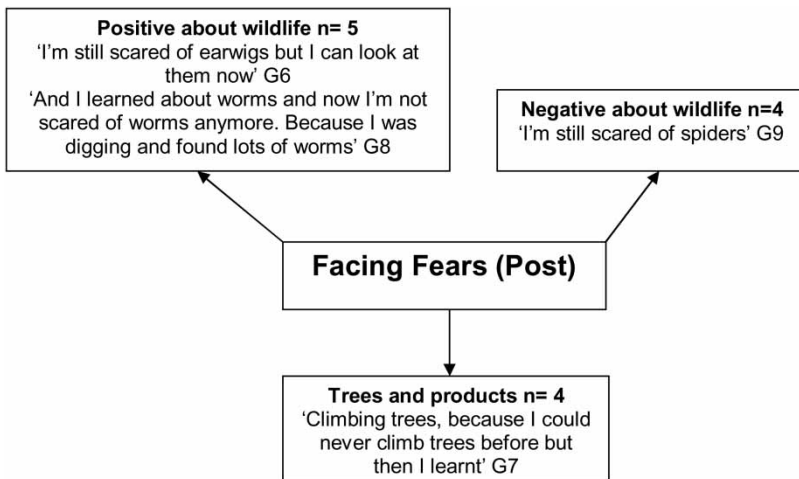 Positive about wildlife n= 5
‘I’m still scared of earwigs but I can look at
them now’ G6
‘And I learned about worms and now I’m not
scared of worms anymore. Because I was
digging and found lots of worms’ G8
Negative about wildlife n=4
‘I’m still scared of spiders’ G9
Facing Fears (Post)
Trees and products n= 4
‘Climbing trees, because I could
never climb trees before but
then I learnt’ G7